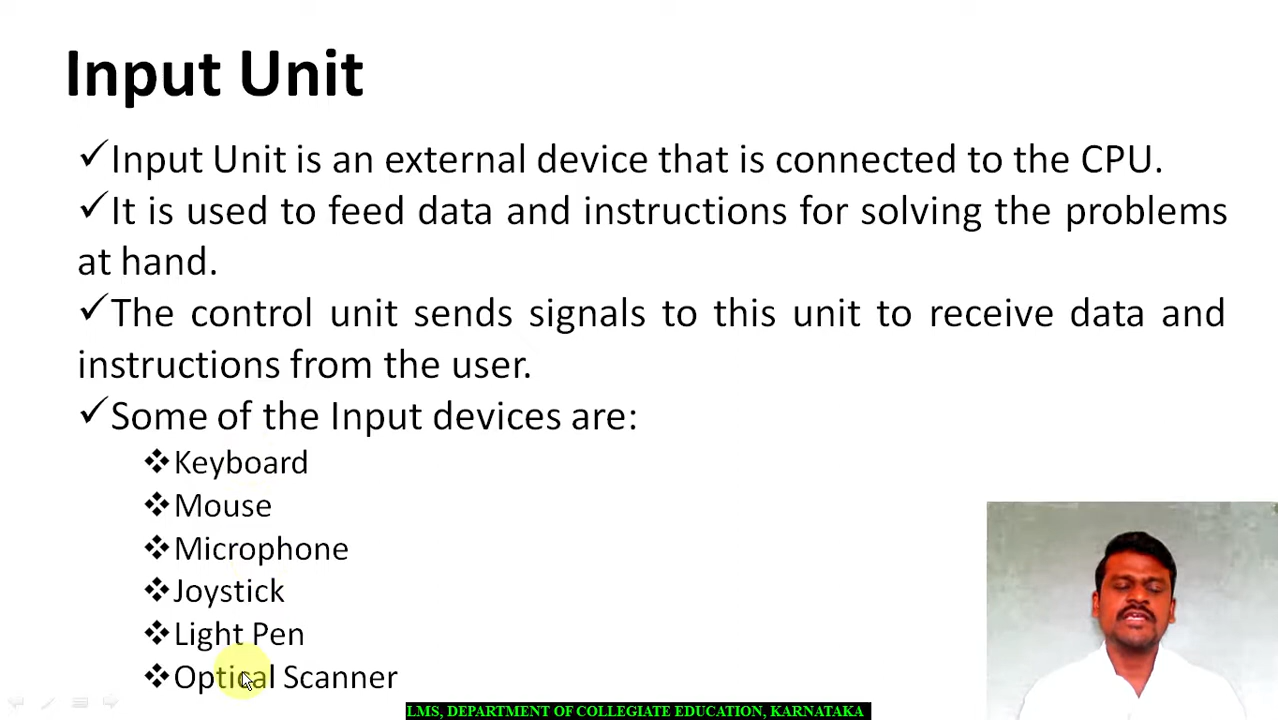 Input Unit
✓Input Unit is an external device that is connected to the CPU.
✓It is used to feed data and instructions for solving the problems
at hand.
✓The control unit sends signals to this unit to receive data and
instructions from the user.
✓Some of the Input devices are:
❖Keyboard
❖Mouse
❖Microphone
❖Joystick
❖Light Pen
❖Optical Scanner
LMS, DEPARTMENT OF COLLEGIATE EDUCATION, KARNATAKA